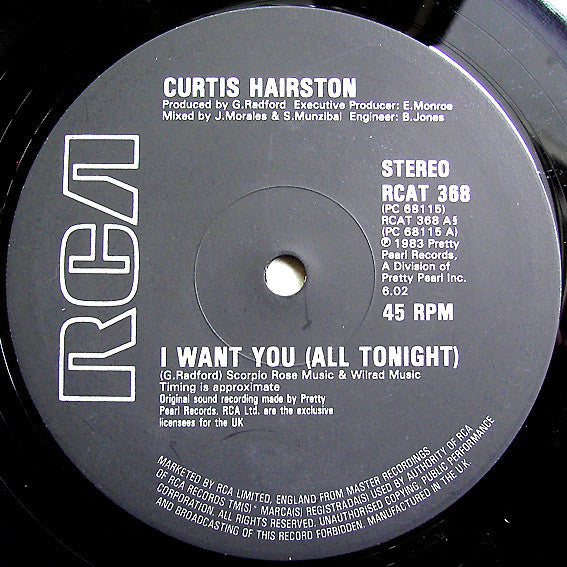 CURTIS HAIRSTON
Produced by G.Radford Executive Producer: E.Monroe
Mixed by J.Morales & S.Munzibal Engineer: B.Jones
RCA
STEREO
RCAT 368
(PC 68115)
RCAT 368 A§
(PC 68115 A)
℗ 1983 Pretty
Pearl Records,
A Division of
Pretty Pearl Inc.
6.02
45 RPM
I WANT YOU (ALL TONIGHT)
(G.Radford) Scorpio Rose Music & Wilrad Music
Timing is approximate
Original sound recording made by Pretty
Pearl Records. RCA Ltd. are the exclusive
licensees for the UK
MARKETED BY RCA LIMITED, ENGLAND FROM MASTER RECORDINGS
OF RCA RECORDS TM(S)® MARCA(S) REGISTRADA(S) USED BY AUTHORITY OF RCA
CORPORATION. ALL RIGHTS RESERVED. UNAUTHORISED COPYING PUBLIC PERFORMANCE
AND BROADCASTING OF THIS RECORD FORBIDDEN. MANUFACTURED IN THE U.K.